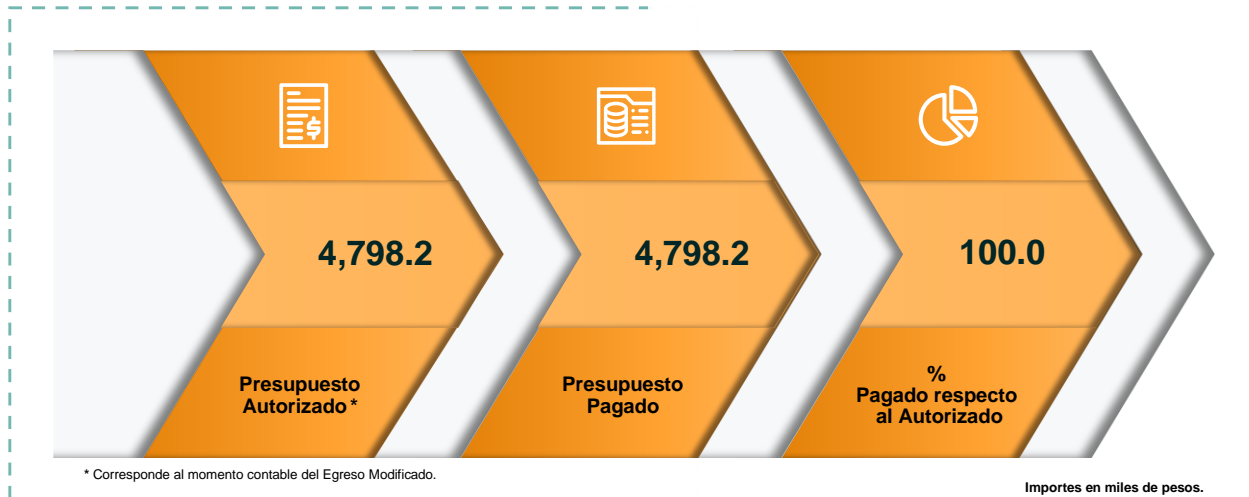 4,798.2
4,798.2
100.0
Presupuesto
Autorizado *
Presupuesto
Pagado
%
Pagado respecto
al Autorizado
* Corresponde al momento contable del Egreso Modificado.
Importes en miles de pesos.